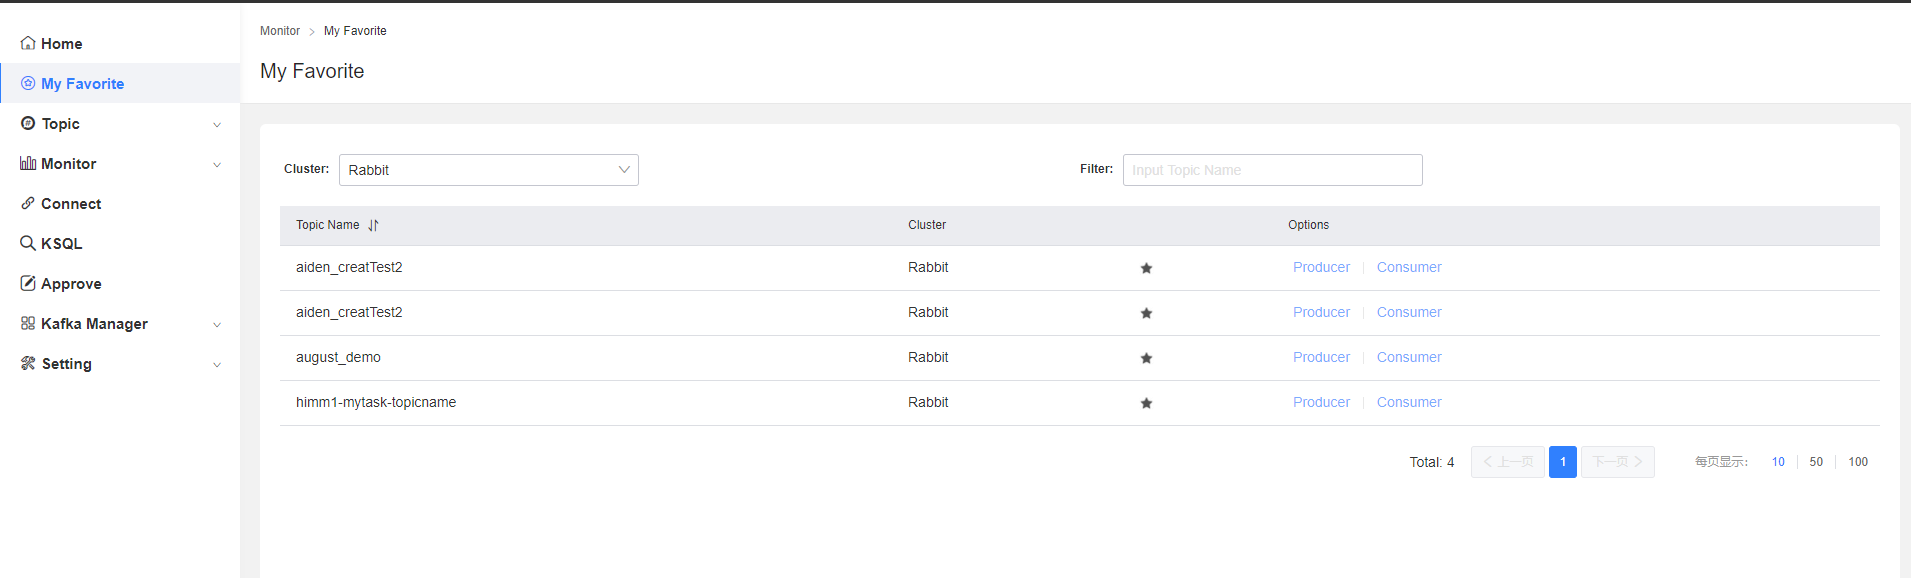 Home
My Favorite
Topic
Monitor
Connect
KSQL
Approve
Kafka Manager
Setting
Monitor > My Favorite
My Favorite
Cluster: Rabbit Filter: Input Topic Name
Topic Name Cluster Options
aiden_creatTest2 Rabbit Producer Consumer
aiden_creatTest2 Rabbit Producer Consumer
august_demo Rabbit Producer Consumer
himm1-mytask-topicname Rabbit Producer Consumer
Total: 4 < 上一页 1 下一页 > 每页显示: 10 50 100